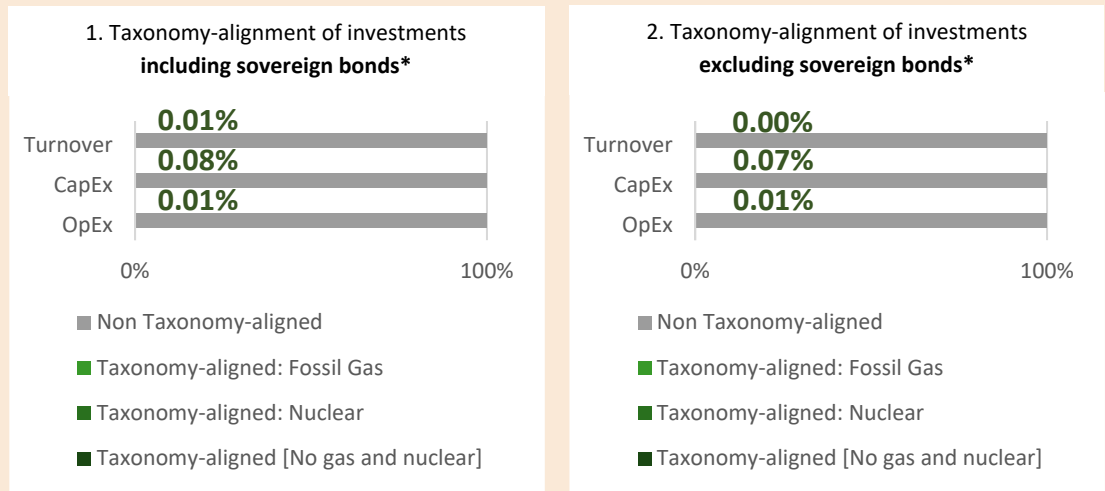 1. Taxonomy-alignment of investments
including sovereign bonds*
0.01%
Turnover
0.08%
CapEx
0.01%
OpEx
0% 100%
Non Taxonomy-aligned
Taxonomy-aligned: Fossil Gas
Taxonomy-aligned: Nuclear
Taxonomy-aligned [No gas and nuclear]
2. Taxonomy-alignment of investments
excluding sovereign bonds*
0.00%
Turnover
0.07%
CapEx
0.01%
OpEx
0% 100%
Non Taxonomy-aligned
Taxonomy-aligned: Fossil Gas
Taxonomy-aligned: Nuclear
Taxonomy-aligned [No gas and nuclear]